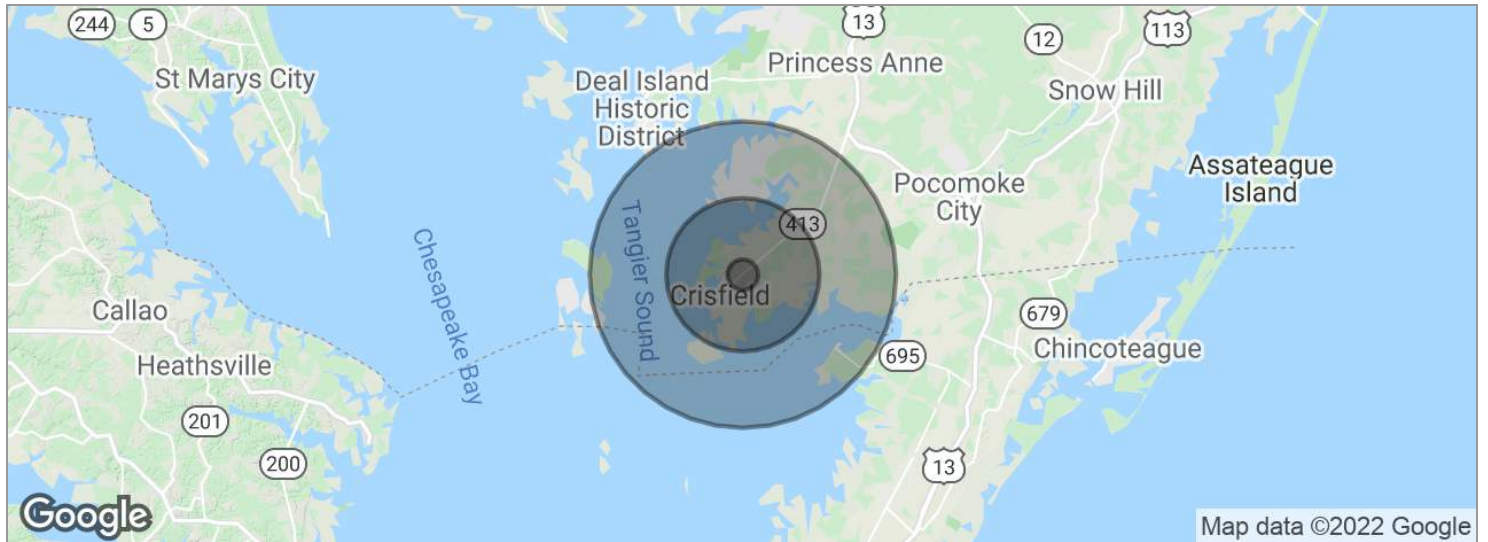 244
5
13
12
113
St Marys City
Deal Island
Historic
District
Princess Anne
Snow Hill
Assateague
Island
Pocomoke
City
413
Tangier Sound
Chesapeake Bay
Crisfield
Callao
Heathsville
679
695
Chincoteague
201
200
13
Google
Map data ©2022 Google